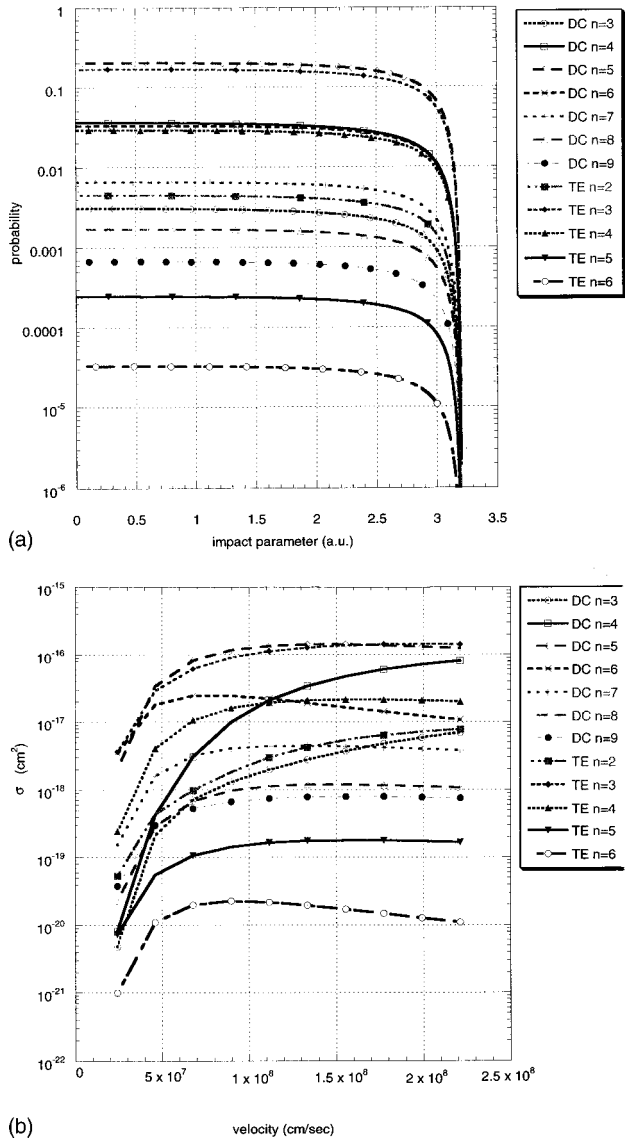 1
0.1
0.01
0.001
0.0001
10⁻⁵
10⁻⁶
probability
0
0.5
1
1.5
2
2.5
3
3.5
impact parameter (a.u.)
(a)
DC n=3
DC n=4
DC n=5
DC n=6
DC n=7
DC n=8
DC n=9
TE n=2
TE n=3
TE n=4
TE n=5
TE n=6
10⁻¹⁵
10⁻¹⁶
10⁻¹⁷
10⁻¹⁸
10⁻¹⁹
10⁻²⁰
10⁻²¹
10⁻²²
σ (cm²)
0
5 x 10⁷
1 x 10⁸
1 x 10⁸
2 x 10⁸
2.5 x 10⁸
velocity (cm/sec)
(b)
DC n=3
DC n=4
DC n=5
DC n=6
DC n=7
DC n=8
DC n=9
TE n=2
TE n=3
TE n=4
TE n=5
TE n=6